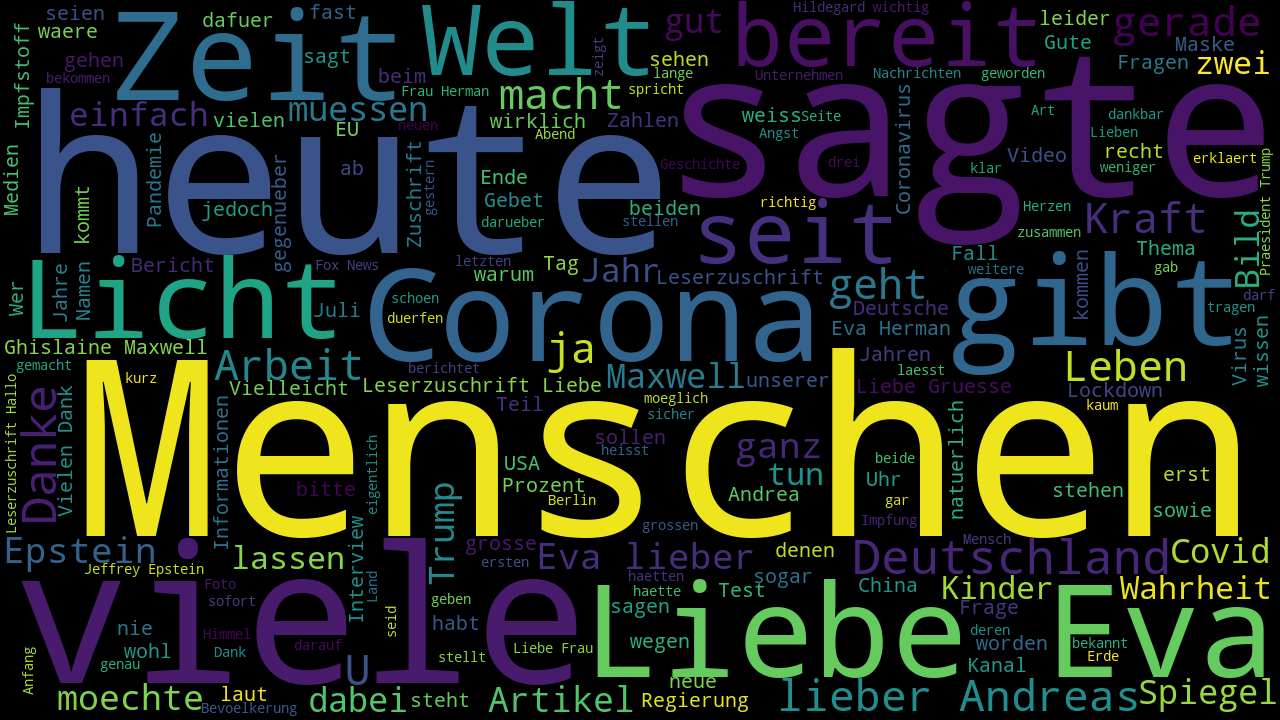 seien
dafuer
fast
Zeit
Welt
gut
bereit
Hildegard wichtig
leider
gerade
waere
sagt
zeigt
sehen
Gute
Maske
Impfstoff
gehen
beim
lange
Fragen
zwei
bekommen
Frau Herman
spricht
Unternehmen
Nachrichten
geworden
heute
sagte
einfach
muessen
macht
vielen
EU
neuen
wirklich
Abend
Zahlen
weiss
Seite
Angst
Coronavirus
Art
dankbar
Lieben
recht
Medien
Pandemie
ab
Zuschrift
gestern
Ende
Geschichte
drei
klar
Video
weniger
erklaert
kommt
jedoch
gegenueber
Gebet
darueber
beiden
stellen
richtig
seit
Herzen
zusammen
Kraft
Praesident Trump
Bild
Licht
Bericht
Fox News
letzten
warum
Tag
Jahr
Leserzuschrift
geht
Fall
weitere
Thema
gab
gibt
Wer
Jahre
Namen
Juli
Corona
schoen
duerfen
Deutsche
Eva Herman
kommen
tragen
darf
Virus
wissen
Ghislaine Maxwell
gemacht
kurz
Arbeit
berichtet
ja
Jahren
laesst
Leben
Vielleicht
Leserzuschrift Liebe
Maxwell
unserer
Liebe Gruesse
Lockdown
Menschen
Leserzuschrift Hallo
Danke
Vielen Dank
Informationen
Teil
moeglich
sicher
kaum
sollen
heisst
ganz
bitte
eigentlich
USA
Prozent
Berlin
tun
Andrea
beide
Uhr
gar
Impfung
natuerlich
stehen
erst
sowie
grossen
Epstein
Jeffrey Epstein
lassen
Interview
Land
Trump
grosse
ersten
Eva lieber
denen
Deutschland
Mensch
Covid
viele
Foto
sofort
Himmel
Dank
darauf
seid
geben
habt
stellt
haetten
haette
sagen
Test
sogar
China
Kinder
Wahrheit
Frage
nie
wohl
genau
Anfang
U
Liebe Frau
Liebe
wegen
deren
worden
Kanal
Eva
bekannt
Erde
moechte
laut
Bevoelkerung
dabei
steht
Artikel
neue
Regierung
lieber Andreas
Spiegel